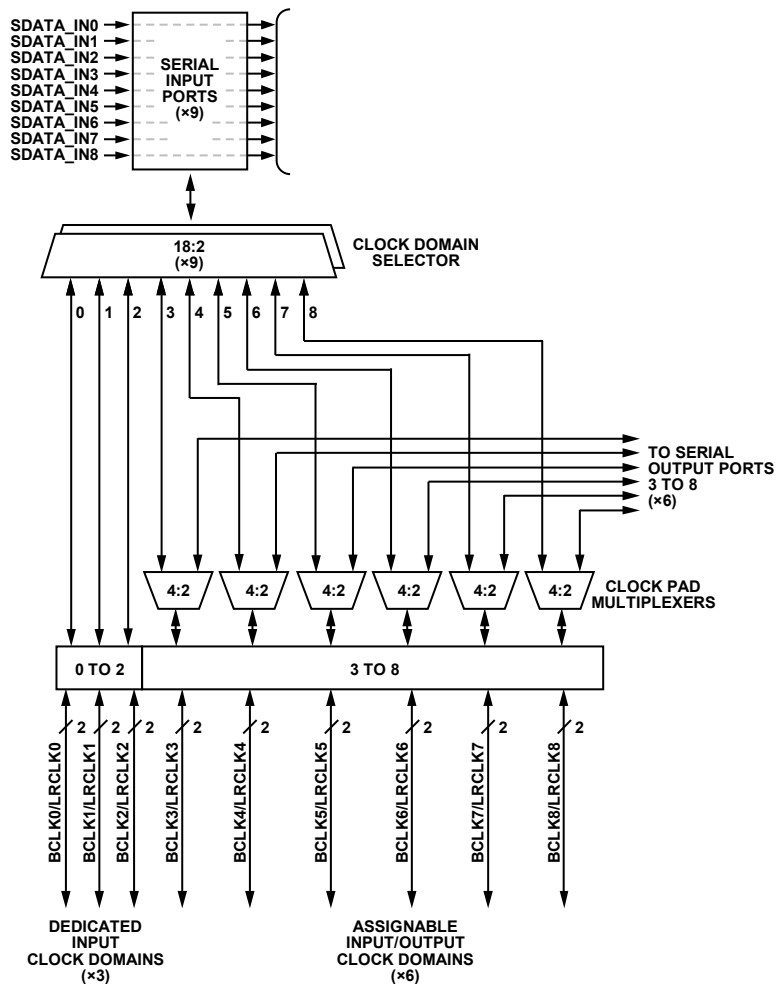 SDATA_IN0
SDATA_IN1
SDATA_IN2
SDATA_IN3
SDATA_IN4
SDATA_IN5
SDATA_IN6
SDATA_IN7
SDATA_IN8
SERIAL
INPUT
PORTS
(×9)
18:2
(×9)
CLOCK DOMAIN
SELECTOR
0 1 2 3 4 5 6 7 8
TO SERIAL
OUTPUT PORTS
3 TO 8
(×6)
4:2 4:2 4:2 4:2 4:2 4:2
CLOCK PAD
MULTIPLEXERS
0 TO 2
3 TO 8
2 2 2 2 2 2 2 2 2
BCLK0/LRCLK0
BCLK1/LRCLK1
BCLK2/LRCLK2
BCLK3/LRCLK3
BCLK4/LRCLK4
BCLK5/LRCLK5
BCLK6/LRCLK6
BCLK7/LRCLK7
BCLK8/LRCLK8
DEDICATED
INPUT
CLOCK DOMAINS
(×3)
ASSIGNABLE
INPUT/OUTPUT
CLOCK DOMAINS
(×6)